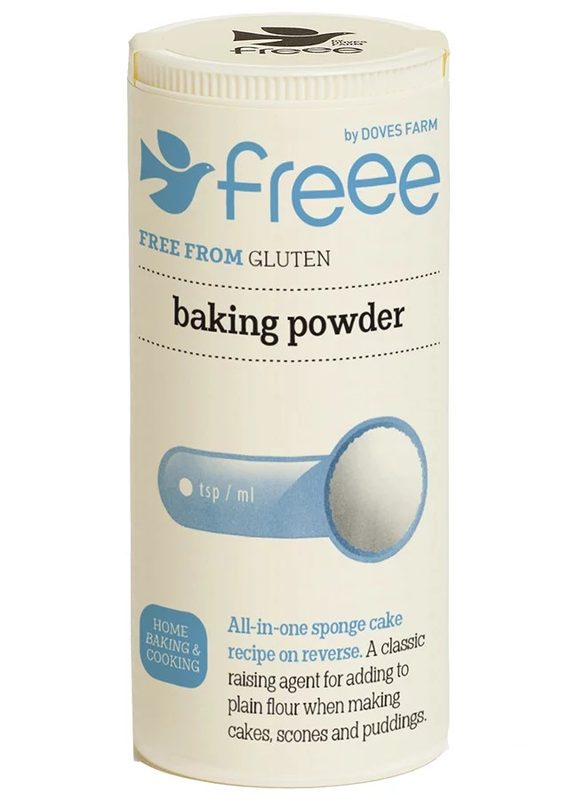 freee
by DOVES FARM
freee
FREE FROM GLUTEN
baking powder
tsp / ml
HOME
BAKING &
COOKING
All-in-one sponge cake
recipe on reverse. A classic
raising agent for adding to
plain flour when making
cakes, scones and puddings.